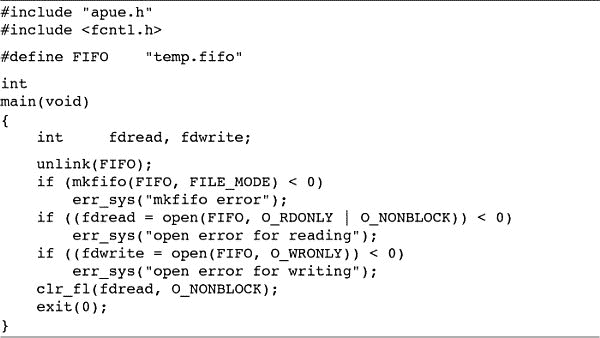 #include "apue.h"
#include <fcntl.h>
#define FIFO    "temp.fifo"
int
main(void)
{
    int     fdread, fdwrite;
    unlink(FIFO);
    if (mkfifo(FIFO, FILE_MODE) < 0)
        err_sys("mkfifo error");
    if ((fdread = open(FIFO, O_RDONLY | O_NONBLOCK)) < 0)
        err_sys("open error for reading");
    if ((fdwrite = open(FIFO, O_WRONLY)) < 0)
        err_sys("open error for writing");
    clr_fl(fdread, O_NONBLOCK);
    exit(0);
}